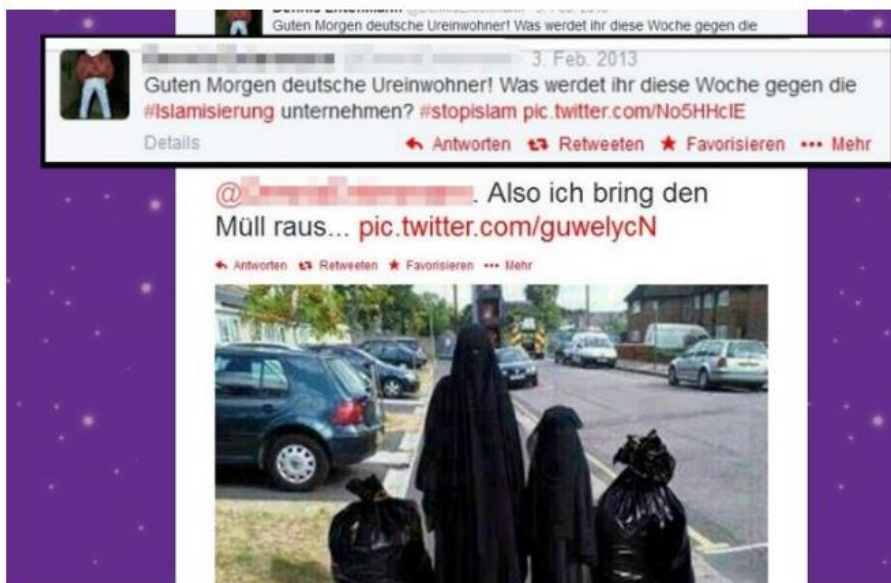 Guten Morgen deutsche Ureinwohner! Was werdet ihr diese Woche gegen die
3. Feb. 2013
Guten Morgen deutsche Ureinwohner! Was werdet ihr diese Woche gegen die
#Islamisierung unternehmen? #stopislam pic.twitter.com/No5HHcIE
Details Antworten Retweeten Favorisieren Mehr
@ . Also ich bring den
Müll raus... pic.twitter.com/guwelycN
Antworten Retweeten Favorisieren Mehr